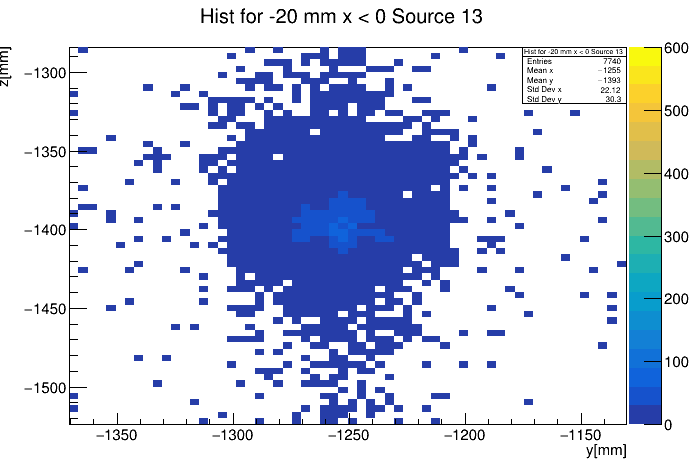 Hist for -20 mm x < 0 Source 13
z[mm]
Hist for -20 mm x < 0 Source 13
Entries 7740
Mean x −1255
Mean y −1393
Std Dev x 22.12
Std Dev y 30.3
−1300
−1350
−1400
−1450
−1500
−1350 −1300 −1250 −1200 −1150
y[mm]
600
500
400
300
200
100
0